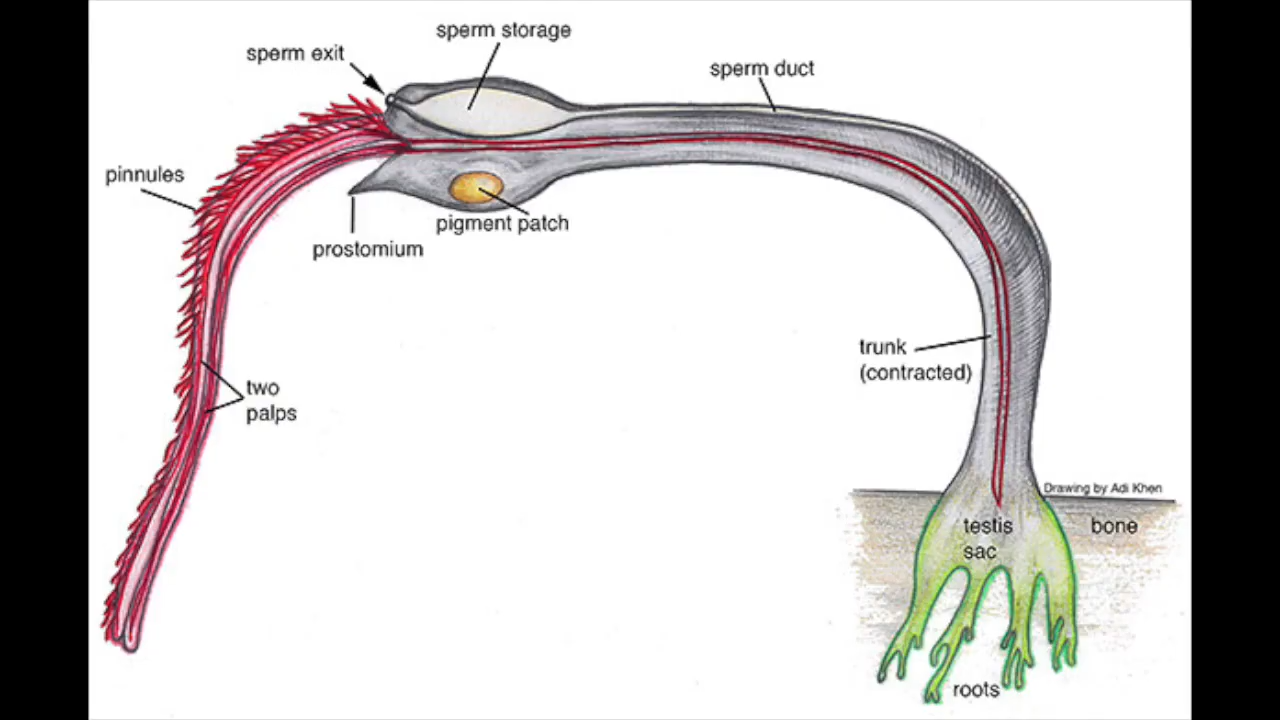 sperm storage
sperm exit
sperm duct
pinnules
pigment patch
prostomium
trunk
(contracted)
two
palps
Drawing by Adi Khen
testis
sac
bone
roots